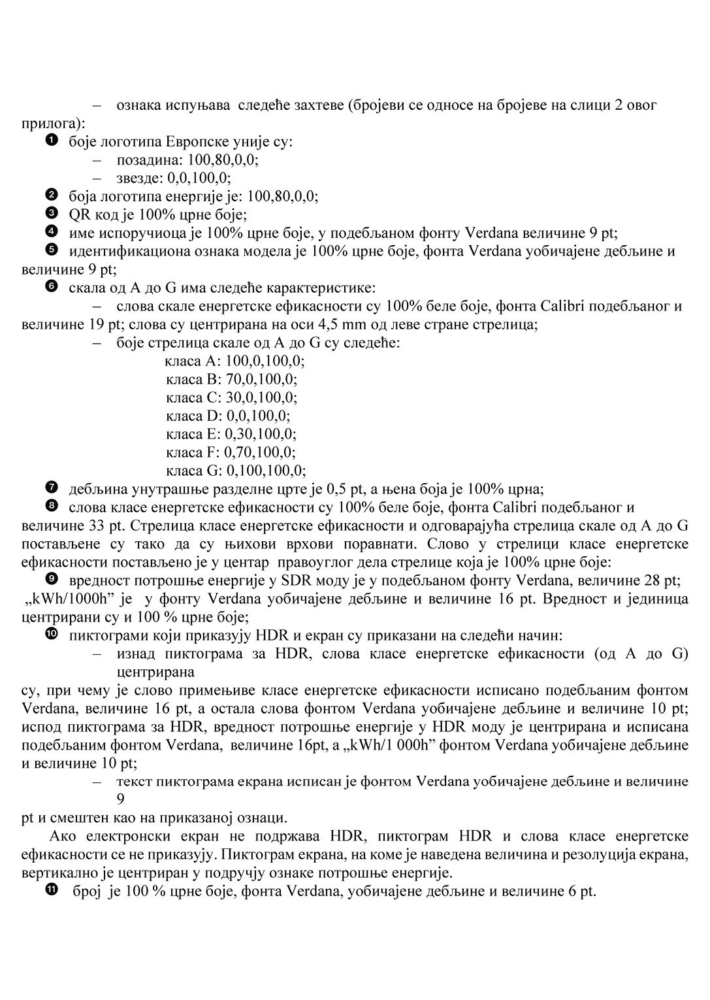 – ознака испуњава  следеће захтеве (бројеви се односе на бројеве на слици 2 овог
прилога):
❶ боје логотипа Европске уније су:
– позадина: 100,80,0,0;
– звезде: 0,0,100,0;
❷ боја логотипа енергије је: 100,80,0,0;
❸ QR код је 100% црне боје;
❹ име испоручиоца је 100% црне боје, у подебљаном фонту Verdana величине 9 pt;
❺ идентификациона ознака модела је 100% црне боје, фонта Verdana уобичајене дебљине и
величине 9 pt;
❻ скала од А до G има следеће карактеристике:
– слова скале енергетске ефикасности су 100% беле боје, фонта Calibri подебљаног и
величине 19 pt; слова су центрирана на оси 4,5 mm од леве стране стрелица;
– боје стрелица скале од А до G су следеће:
класа A: 100,0,100,0;
класа B: 70,0,100,0;
класа C: 30,0,100,0;
класа D: 0,0,100,0;
класа E: 0,30,100,0;
класа F: 0,70,100,0;
класа G: 0,100,100,0;
❼ дебљина унутрашње разделне црте је 0,5 pt, а њена боја је 100% црна;
❽ слова класе енергетске ефикасности су 100% беле боје, фонта Calibri подебљаног и
величине 33 pt. Стрелица класе енергетске ефикасности и одговарајућа стрелица скале од А до G
постављене су тако да су њихови врхови поравнати. Слово у стрелици класе енергетске
ефикасности постављено је у центар  правоуглог дела стрелице која је 100% црне боје:
❾ вредност потрошње енергије у SDR моду је у подебљаном фонту Verdana, величине 28 pt;
„kWh/1000h” је  у фонту Verdana уобичајене дебљине и величине 16 pt. Вредност и јединица
центрирани су и 100 % црне боје;
❿ пиктограми који приказују HDR и екран су приказани на следећи начин:
– изнад пиктограма за HDR, слова класе енергетске ефикасности (од А до G)
центрирана
су, при чему је слово примењиве класе енергетске ефикасности исписано подебљаним фонтом
Verdana, величине 16 pt, а остала слова фонтом Verdana уобичајене дебљине и величине 10 pt;
испод пиктограма за HDR, вредност потрошње енергије у HDR моду је центрирана и исписана
подебљаним фонтом Verdana,  величине 16pt, а „kWh/1 000h” фонтом Verdana уобичајене дебљине
и величине 10 pt;
– текст пиктограма екрана исписан је фонтом Verdana уобичајене дебљине и величине
9
pt и смештен као на приказаној ознаци.
Ако електронски екран не подржава HDR, пиктограм HDR и слова класе енергетске
ефикасности се не приказују. Пиктограм екрана, на коме је наведена величина и резолуција екрана,
вертикално је центриран у подручју ознаке потрошње енергије.
⓫ број  је 100 % црне боје, фонта Verdana, уобичајене дебљине и величине 6 pt.